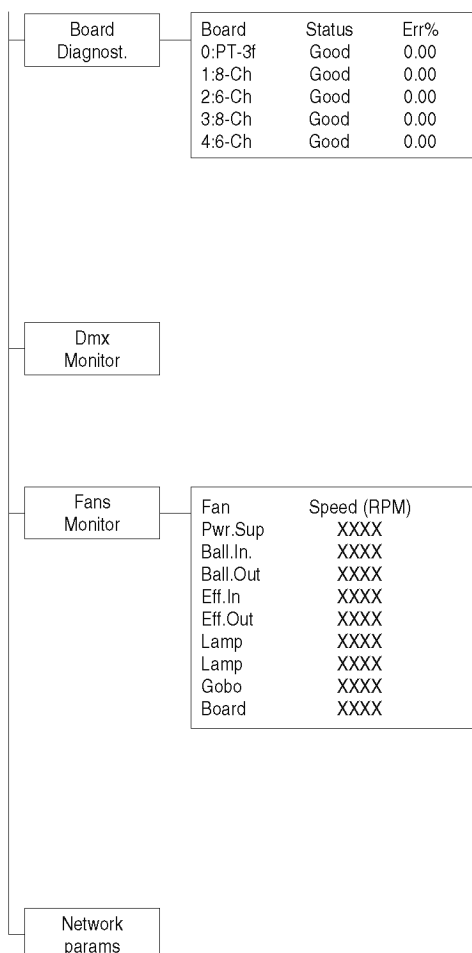 Board
Diagnost.
Board Status Err%
0:PT-3f Good 0.00
1:8-Ch Good 0.00
2:6-Ch Good 0.00
3:8-Ch Good 0.00
4:6-Ch Good 0.00
Dmx
Monitor
Fans
Monitor
Fan Speed (RPM)
Pwr.Sup XXXX
Ball.In. XXXX
Ball.Out XXXX
Eff.In XXXX
Eff.Out XXXX
Lamp XXXX
Lamp XXXX
Gobo XXXX
Board XXXX
Network
params